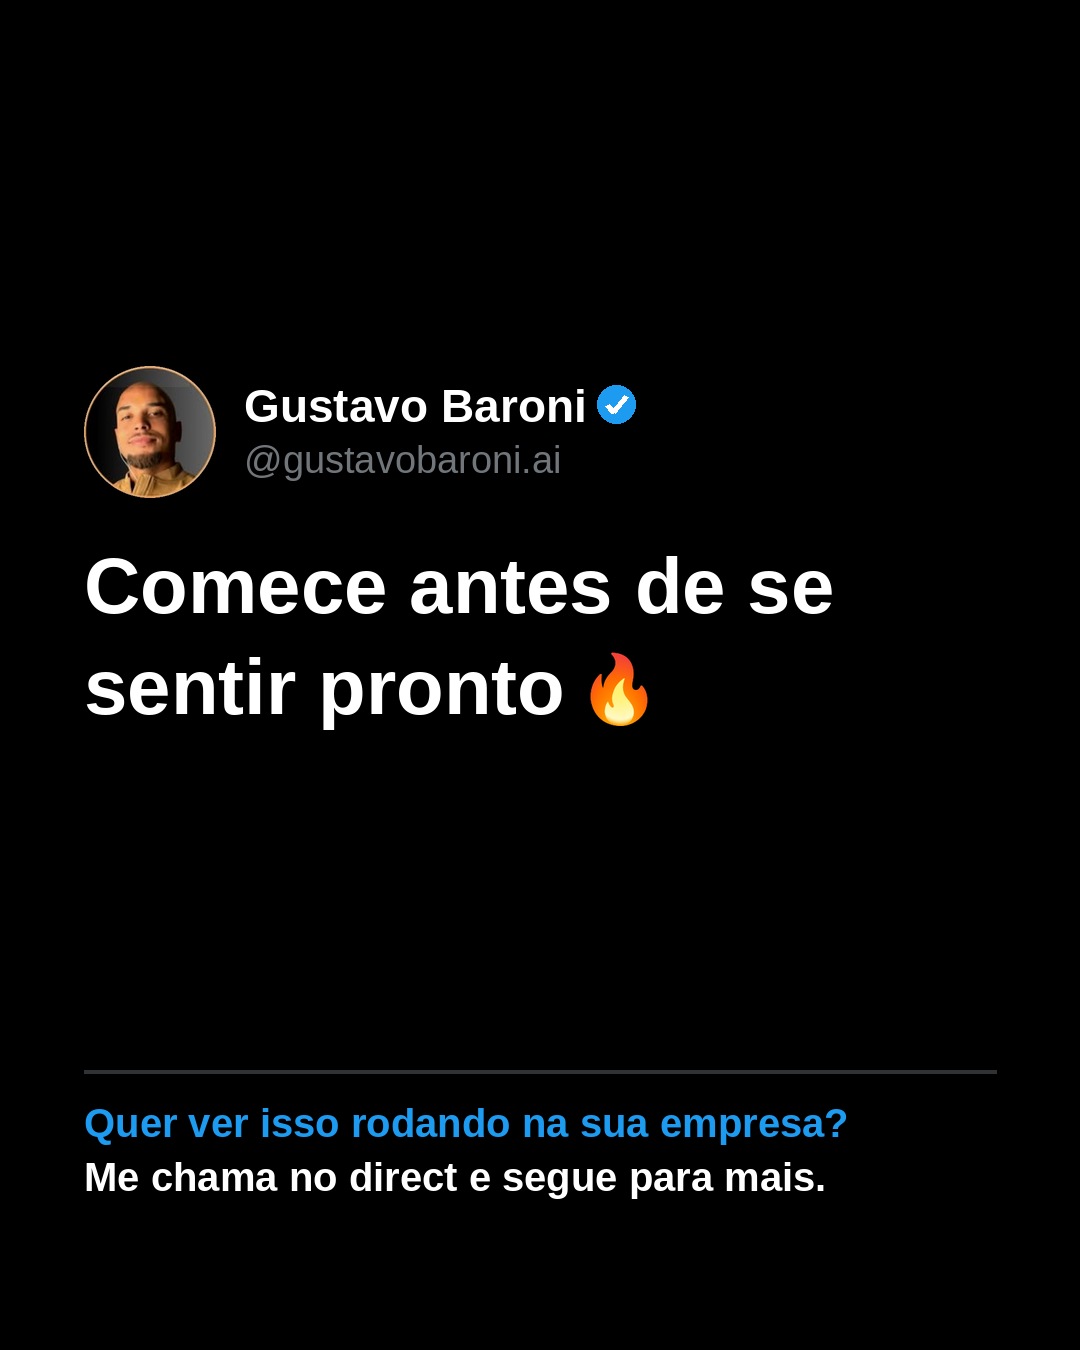 Gustavo Baroni
@gustavobaroni.ai
Comece antes de se
sentir pronto 🔥
Quer ver isso rodando na sua empresa?
Me chama no direct e segue para mais.